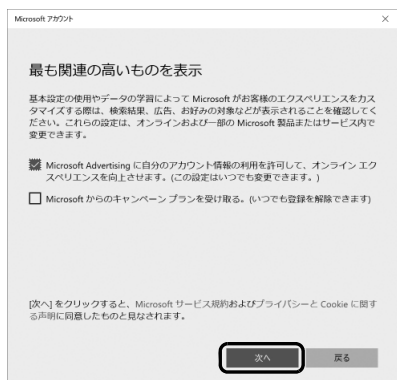 Microsoft アカウント
最も関連の高いものを表示
基本設定の使用やデータの学習によって Microsoft がお客様のエクスペリエンスをカス
タマイズする際は、検索結果、広告、お好みの対象などが表示されることを確認してく
ださい。これらの設定は、オンラインおよび一部の Microsoft 製品またはサービス内で
変更できます。
Microsoft Advertising に自分のアカウント情報の利用を許可して、オンライン エク
スペリエンスを向上させます。(この設定はいつでも変更できます。)
Microsoft からのキャンペーン プランを受け取る。(いつでも登録を解除できます)
[次へ] をクリックすると、Microsoft サービス規約およびプライバシーと Cookie に関す
る声明に同意したものと見なされます。
次へ 戻る